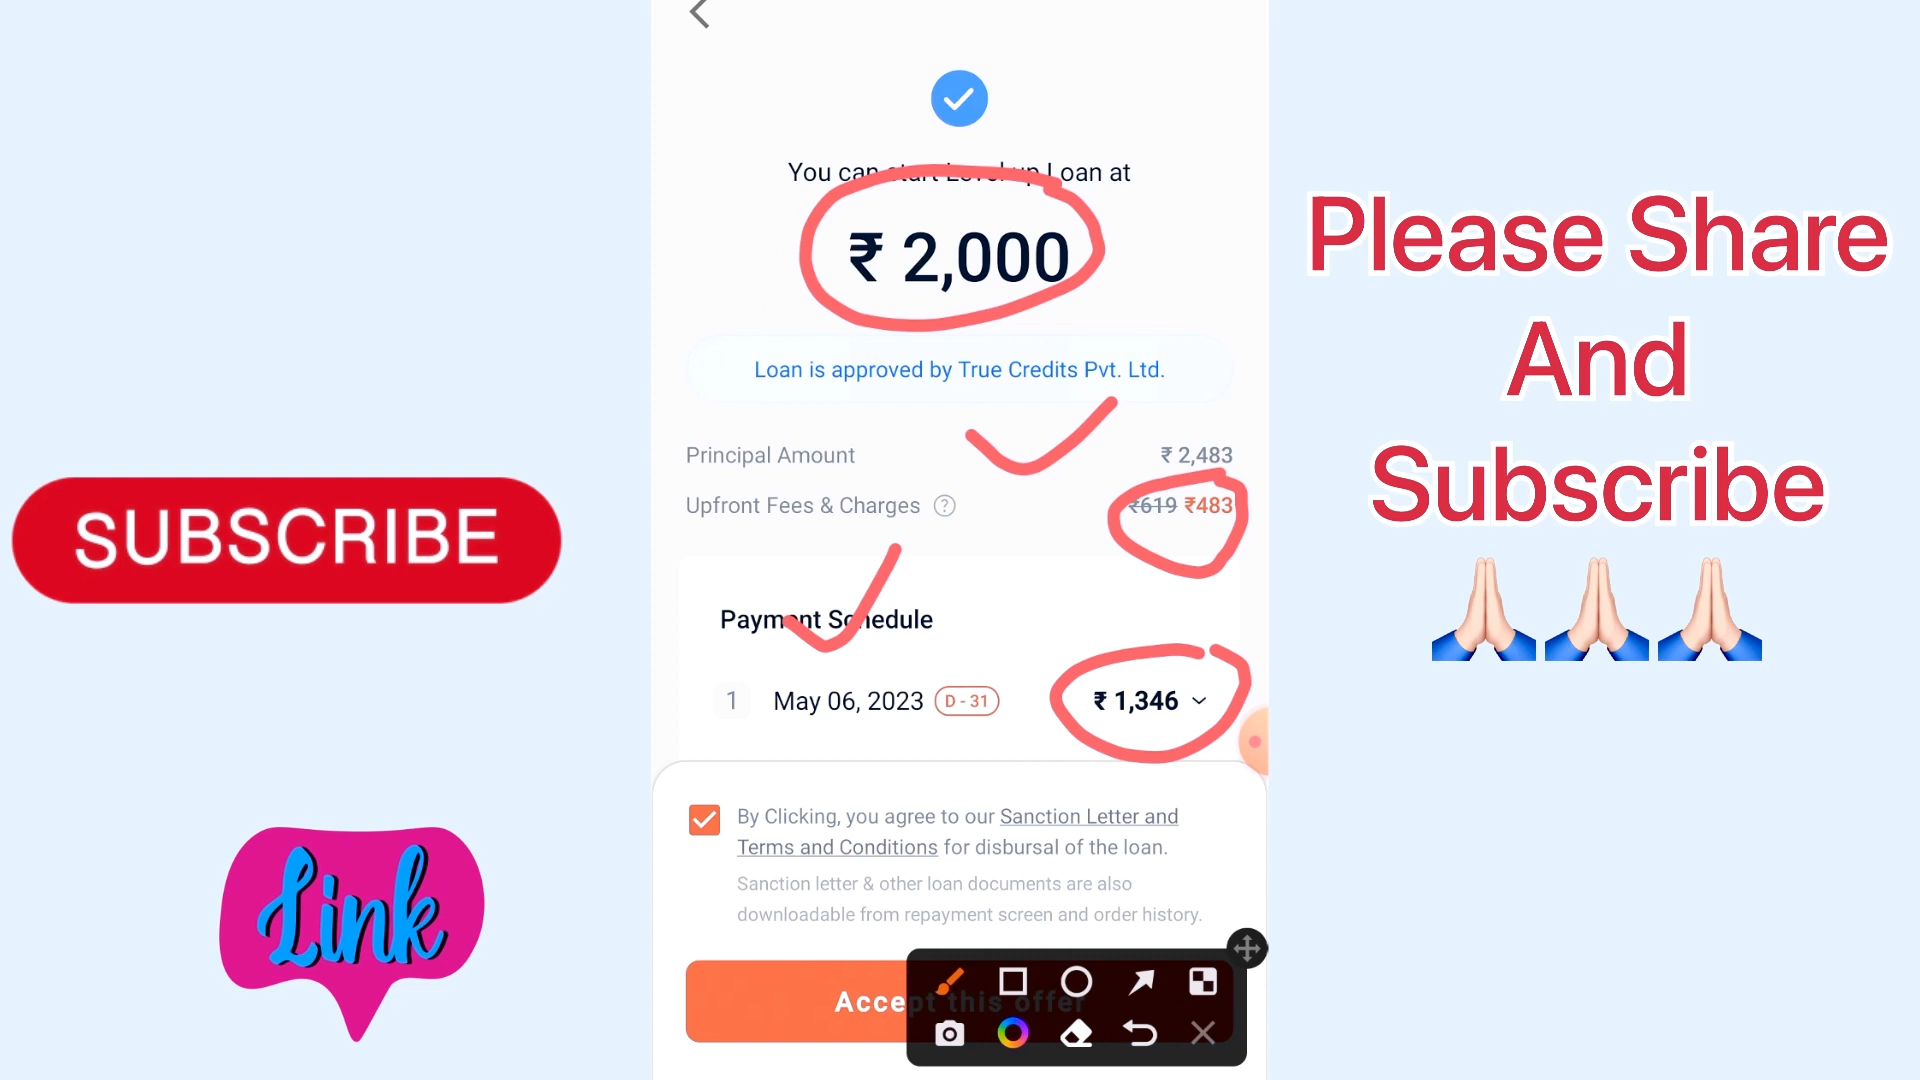 You can start Level up Loan at
₹ 2,000
Loan is approved by True Credits Pvt. Ltd.
Principal Amount ₹ 2,483
Upfront Fees & Charges ? ₹619 ₹483
Payment Schedule
1 May 06, 2023 D - 31 ₹ 1,346
By Clicking, you agree to our Sanction Letter and
Terms and Conditions for disbursal of the loan.
Sanction letter & other loan documents are also
downloadable from repayment screen and order history.
Accept this offer
SUBSCRIBE
Link
Please Share
And
Subscribe